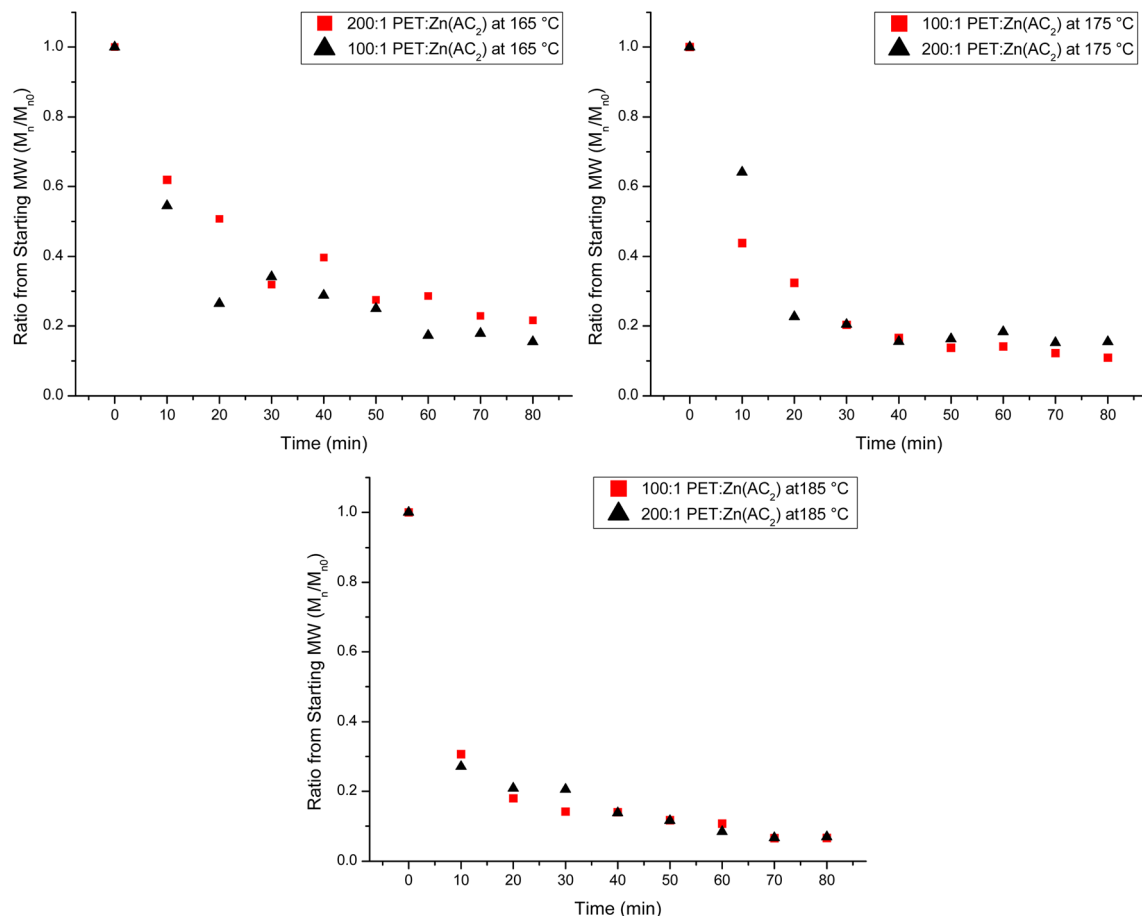 200:1 PET:Zn(AC2) at 165 °C
100:1 PET:Zn(AC2) at 165 °C
Ratio from Starting MW (Mn/Mn0)
1.0
0.8
0.6
0.4
0.2
0.0
0 10 20 30 40 50 60 70 80
Time (min)
100:1 PET:Zn(AC2) at 175 °C
200:1 PET:Zn(AC2) at 175 °C
Ratio from Starting MW (Mn/Mn0)
1.0
0.8
0.6
0.4
0.2
0.0
0 10 20 30 40 50 60 70 80
Time (min)
100:1 PET:Zn(AC2) at185 °C
200:1 PET:Zn(AC2) at185 °C
Ratio from Starting MW (Mn/Mn0)
1.0
0.8
0.6
0.4
0.2
0.0
0 10 20 30 40 50 60 70 80
Time (min)